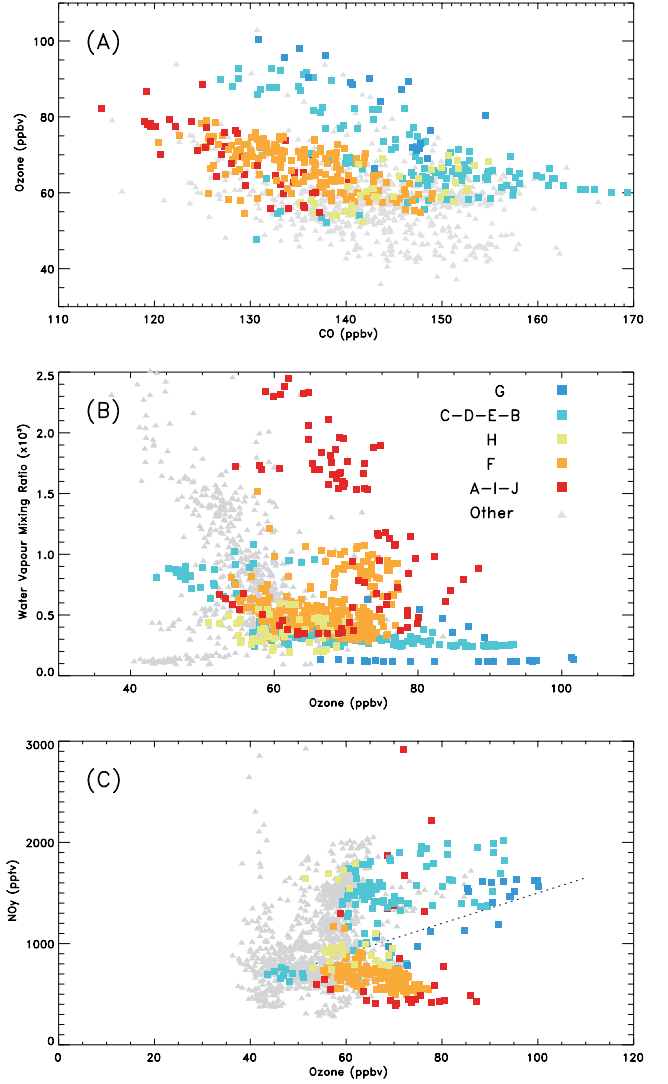 100
80
60
40
Ozone (ppbv)
(A)
110 120 130 140 150 160 170
CO (ppbv)
2.5
2.0
1.5
1.0
0.5
0.0
Water Vapour Mixing Ratio (x10³)
(B)
G
C-D-E-B
H
F
A-I-J
Other
40 60 80 100
Ozone (ppbv)
3000
2000
1000
0
NOy (pptv)
(C)
0 20 40 60 80 100 120
Ozone (ppbv)